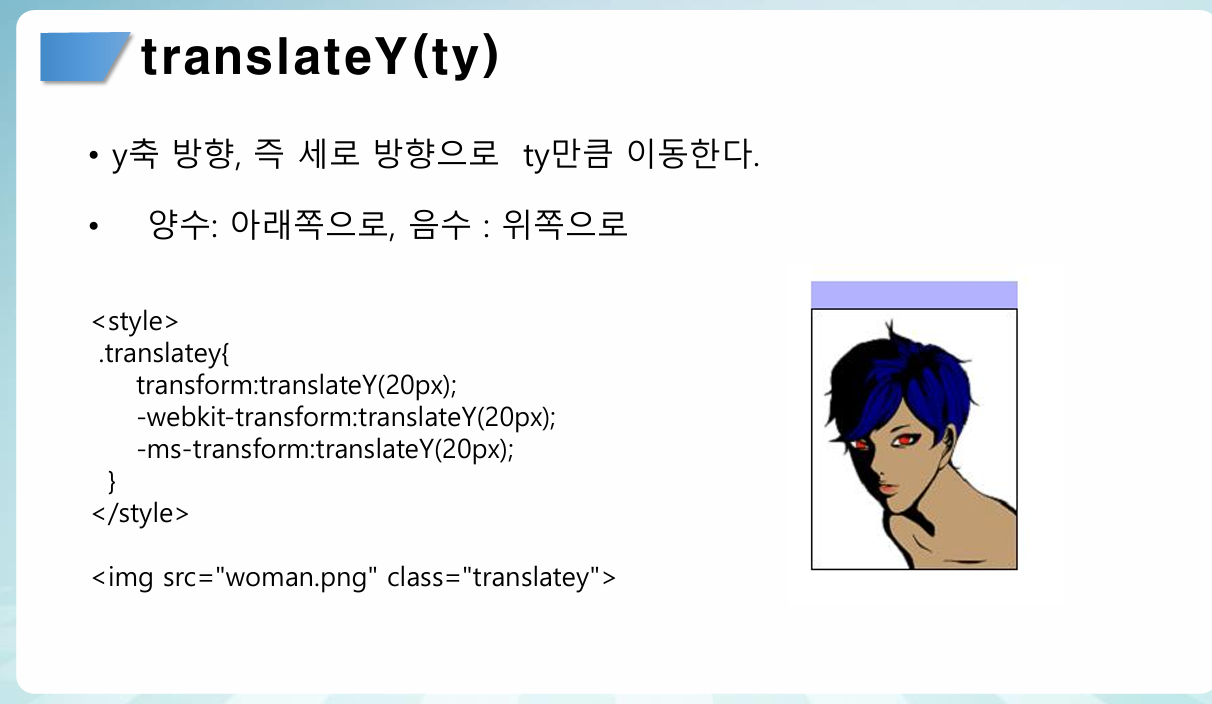 translateY(ty)
• y축 방향, 즉 세로 방향으로 ty만큼 이동한다.
• 양수: 아래쪽으로, 음수 : 위쪽으로
<style>
.translatey{
transform:translateY(20px);
-webkit-transform:translateY(20px);
-ms-transform:translateY(20px);
}
</style>
<img src="woman.png" class="translatey">